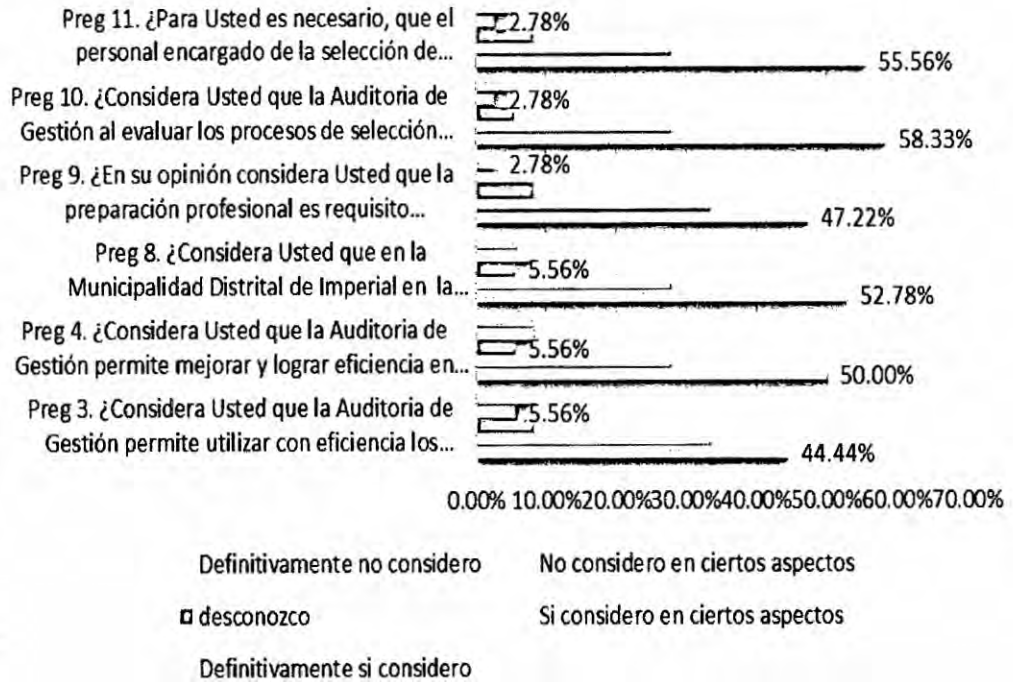 Preg 11. ¿Para Usted es necesario, que el
personal encargado de la selección de...
2.78%
55.56%
Preg 10. ¿Considera Usted que la Auditoria de
Gestión al evaluar los procesos de selección...
2.78%
58.33%
Preg 9. ¿En su opinión considera Usted que la
preparación profesional es requisito...
2.78%
47.22%
Preg 8. ¿Considera Usted que en la
Municipalidad Distrital de Imperial en la...
5.56%
52.78%
Preg 4. ¿Considera Usted que la Auditoria de
Gestión permite mejorar y lograr eficiencia en...
5.56%
50.00%
Preg 3. ¿Considera Usted que la Auditoria de
Gestión permite utilizar con eficiencia los...
5.56%
44.44%
0.00% 10.00%20.00%30.00%40.00%50.00%60.00%70.00%
Definitivamente no considero
No considero en ciertos aspectos
desconozco
Si considero en ciertos aspectos
Definitivamente si considero